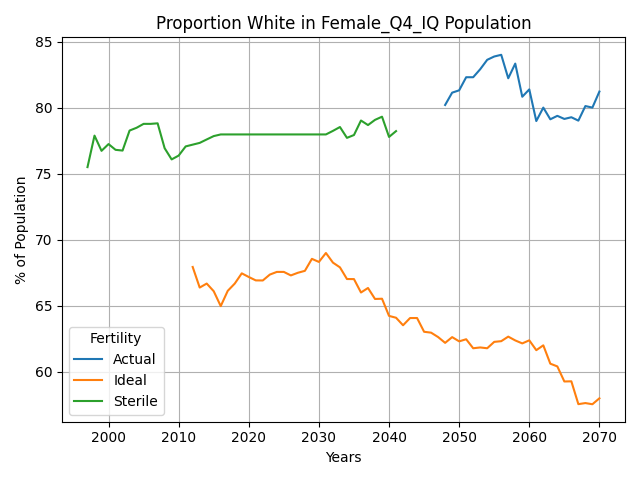 Proportion White in Female_Q4_IQ Population
85
80
75
70
65
60
% of Population
Fertility
Actual
Ideal
Sterile
2000 2010 2020 2030 2040 2050 2060 2070
Years